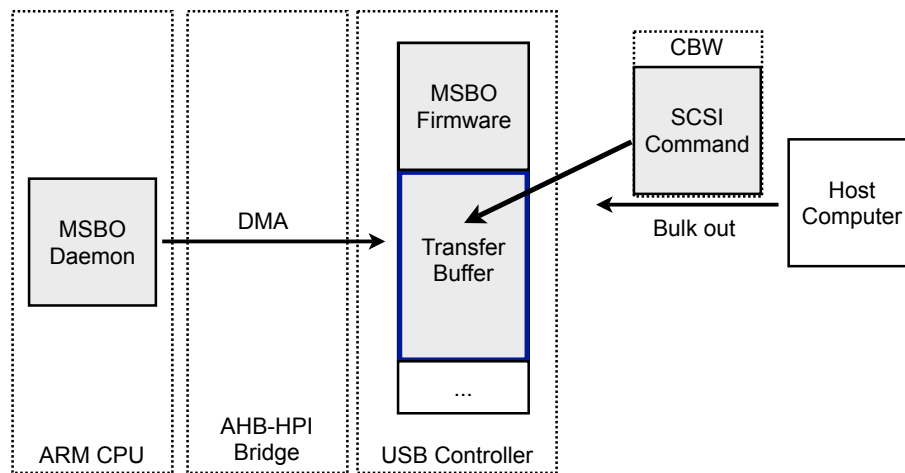 CBW
MSBO
Firmware
SCSI
Command
Host
Computer
MSBO
Daemon
DMA
Transfer
Buffer
Bulk out
...
ARM CPU
AHB-HPI
Bridge
USB Controller